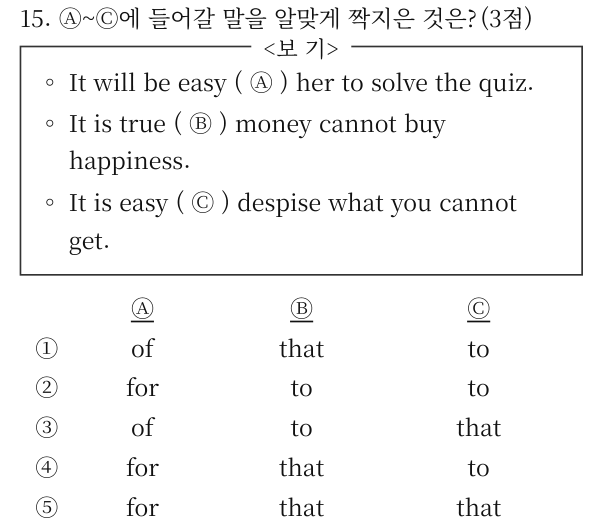 15. Ⓐ~Ⓒ에 들어갈 말을 알맞게 짝지은 것은?(3점)
<보 기>
◦ It will be easy ( Ⓐ ) her to solve the quiz.
◦ It is true ( Ⓑ ) money cannot buy
happiness.
◦ It is easy ( Ⓒ ) despise what you cannot
get.
Ⓐ Ⓑ Ⓒ
① of that to
② for to to
③ of to that
④ for that to
⑤ for that that